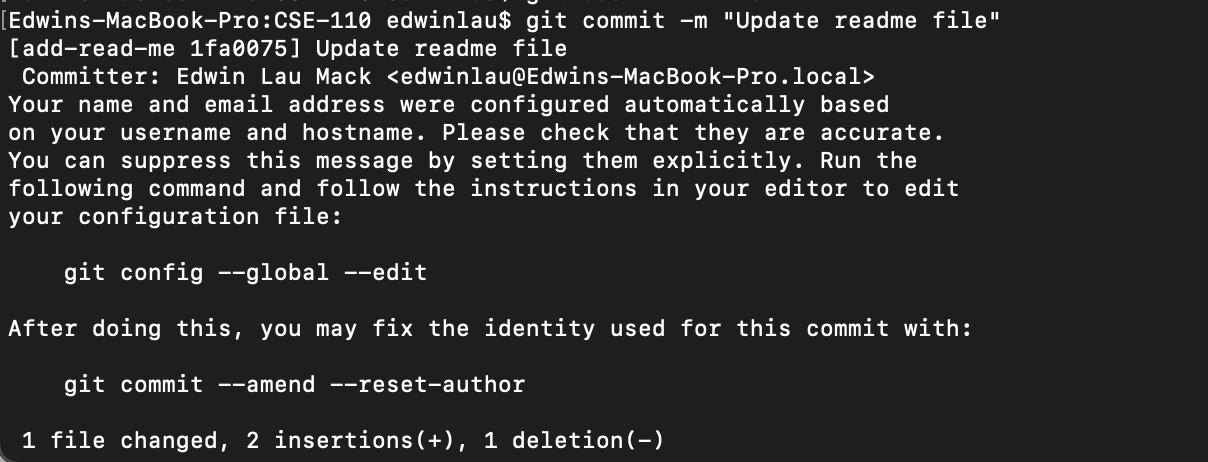 [Edwins-MacBook-Pro:CSE-110 edwinlau$ git commit -m "Update readme file"
[add-read-me 1fa0075] Update readme file
 Committer: Edwin Lau Mack <edwinlau@Edwins-MacBook-Pro.local>
Your name and email address were configured automatically based
on your username and hostname. Please check that they are accurate.
You can suppress this message by setting them explicitly. Run the
following command and follow the instructions in your editor to edit
your configuration file:

    git config --global --edit

After doing this, you may fix the identity used for this commit with:

    git commit --amend --reset-author

 1 file changed, 2 insertions(+), 1 deletion(-)